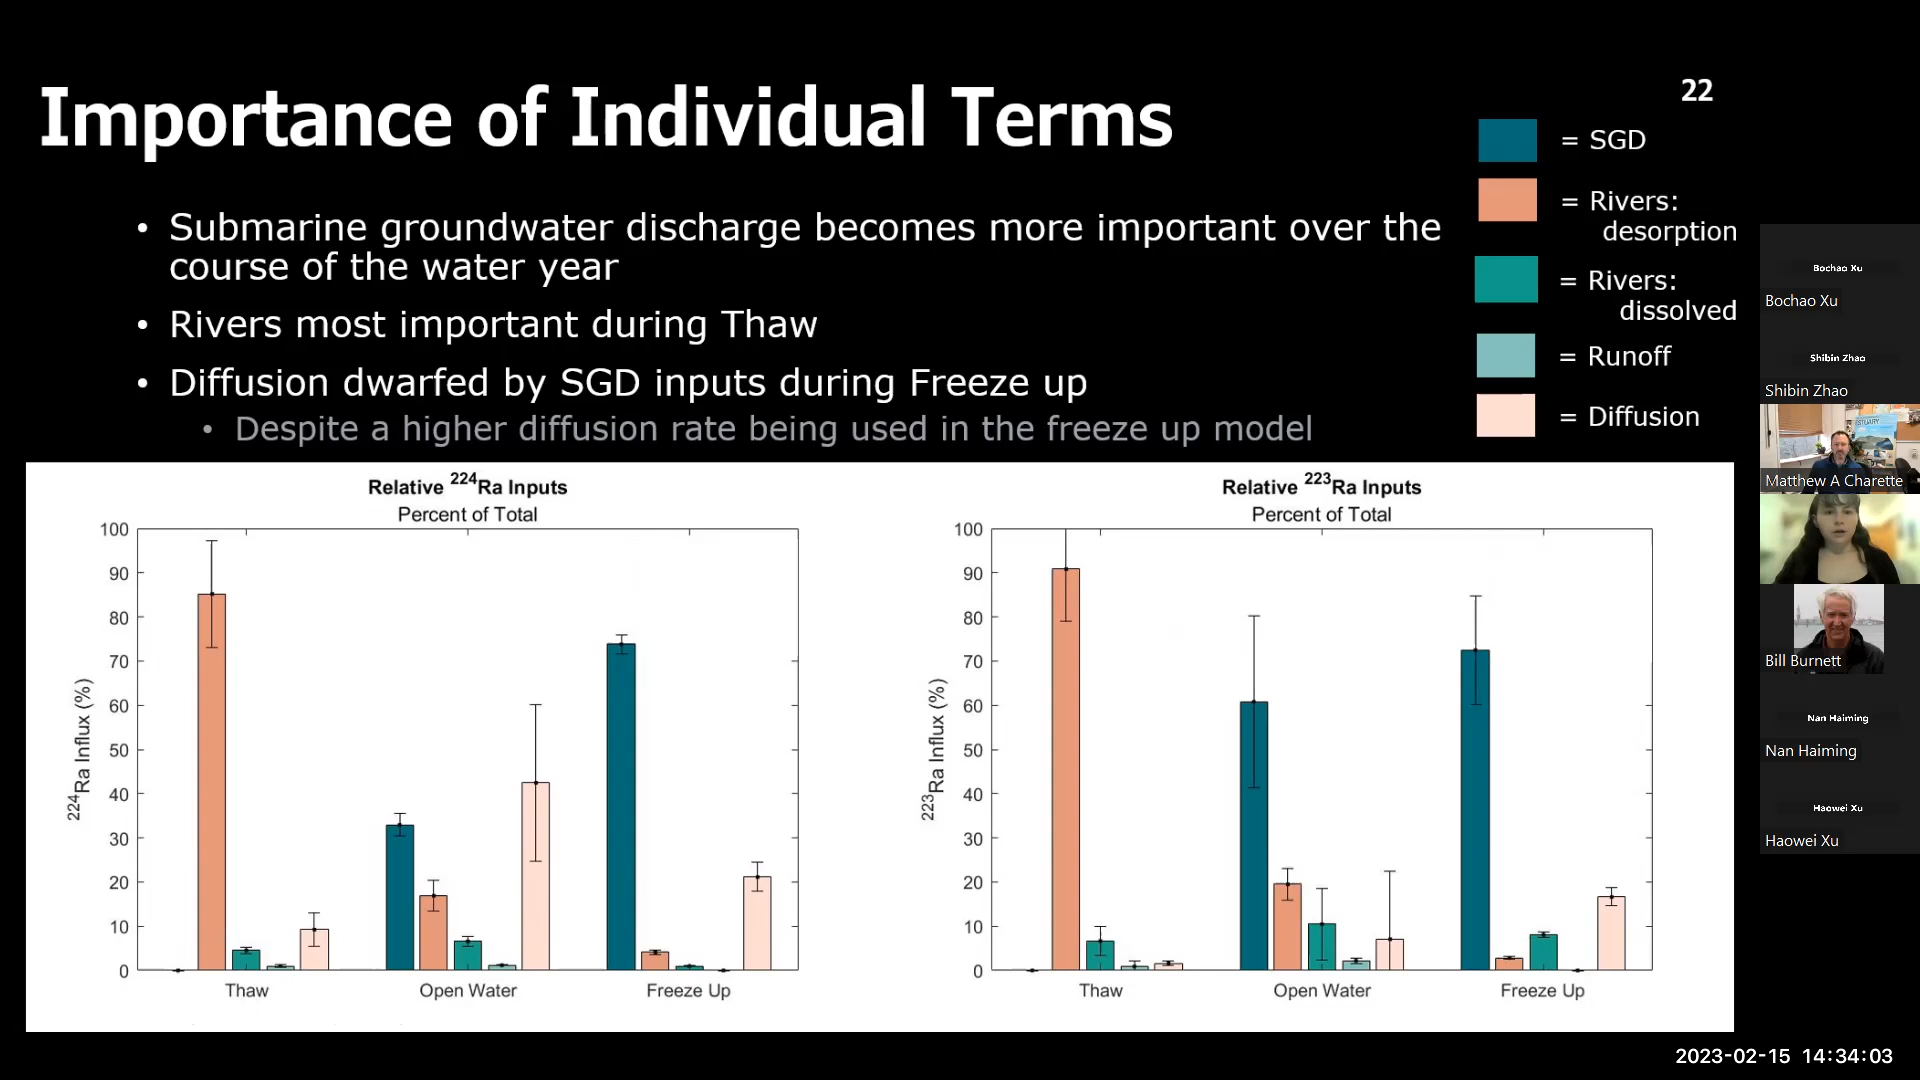 Importance of Individual Terms
22
• Submarine groundwater discharge becomes more important over the
course of the water year
• Rivers most important during Thaw
• Diffusion dwarfed by SGD inputs during Freeze up
• Despite a higher diffusion rate being used in the freeze up model
= SGD
= Rivers:
desorption
= Rivers:
dissolved
= Runoff
= Diffusion
Relative ²²⁴Ra Inputs
Percent of Total
²²⁴Ra Influx (%)
100
90
80
70
60
50
40
30
20
10
0
Thaw Open Water Freeze Up
Relative ²²³Ra Inputs
Percent of Total
²²³Ra Influx (%)
100
90
80
70
60
50
40
30
20
10
0
Thaw Open Water Freeze Up
Bochao Xu
Bochao Xu
Shibin Zhao
Shibin Zhao
ESTUARY
Matthew A Charette
Bill Burnett
Nan Haiming
Nan Haiming
Haowei Xu
Haowei Xu
2023-02-15 14:34:03